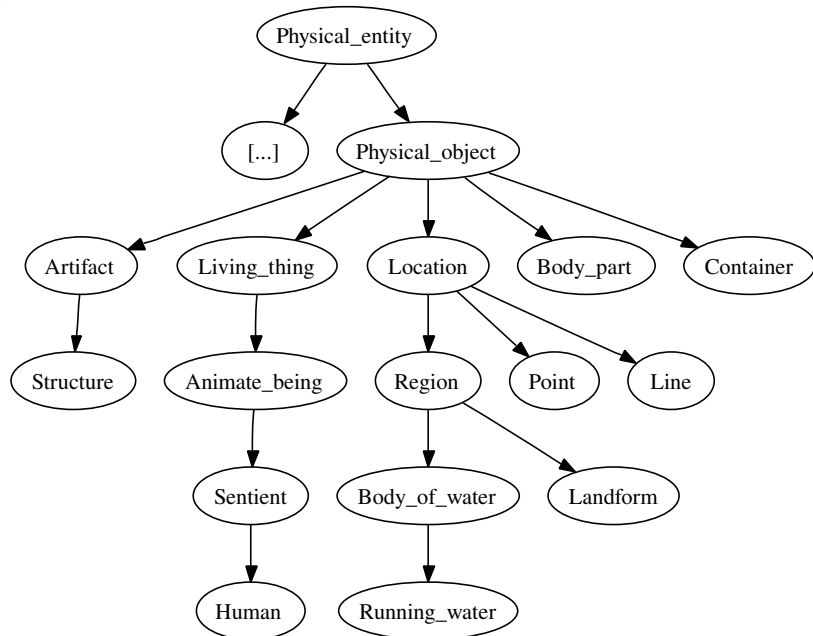 Physical_entity
[...]
Physical_object
Artifact
Living_thing
Location
Body_part
Container
Structure
Animate_being
Region
Point
Line
Sentient
Body_of_water
Landform
Human
Running_water